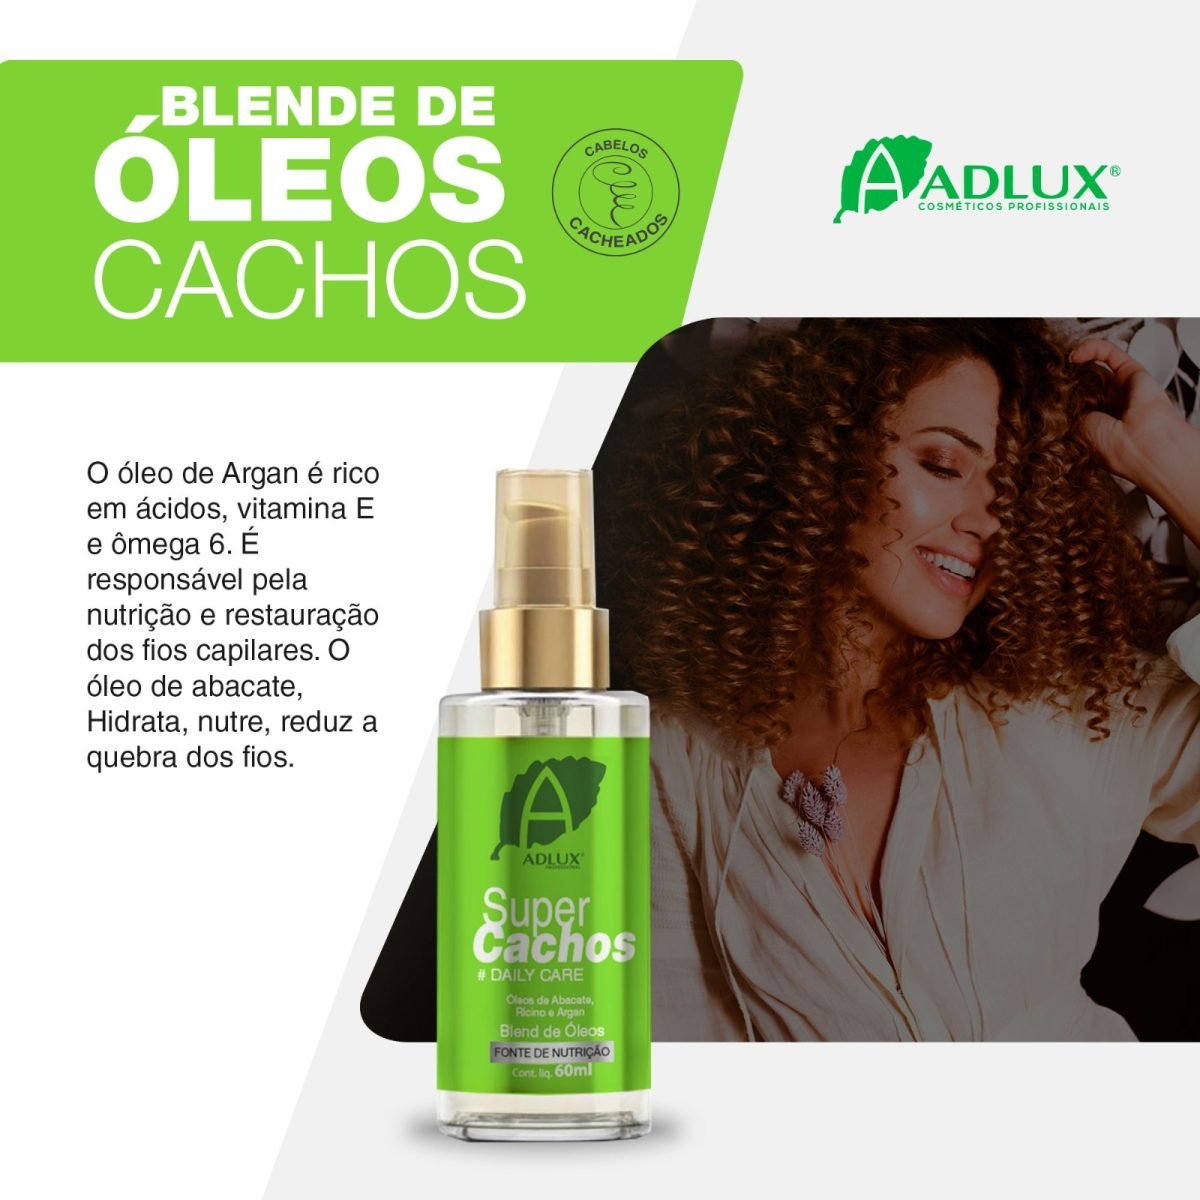 BLENDE DE
ÓLEOS
CACHOS
CABELOS
CACHEADOS
A
ADLUX®
COSMÉTICOS PROFISSIONAIS
O óleo de Argan é rico
em ácidos, vitamina E
e ômega 6. É
responsável pela
nutrição e restauração
dos fios capilares. O
óleo de abacate,
Hidrata, nutre, reduz a
quebra dos fios.
A
ADLUX®
PROFESSIONAL
Super
Cachos
# DAILY CARE
Óleos de Abacate,
Ricino e Argan
Blend de Óleos
FONTE DE NUTRIÇÃO
Cont. liq. 60ml